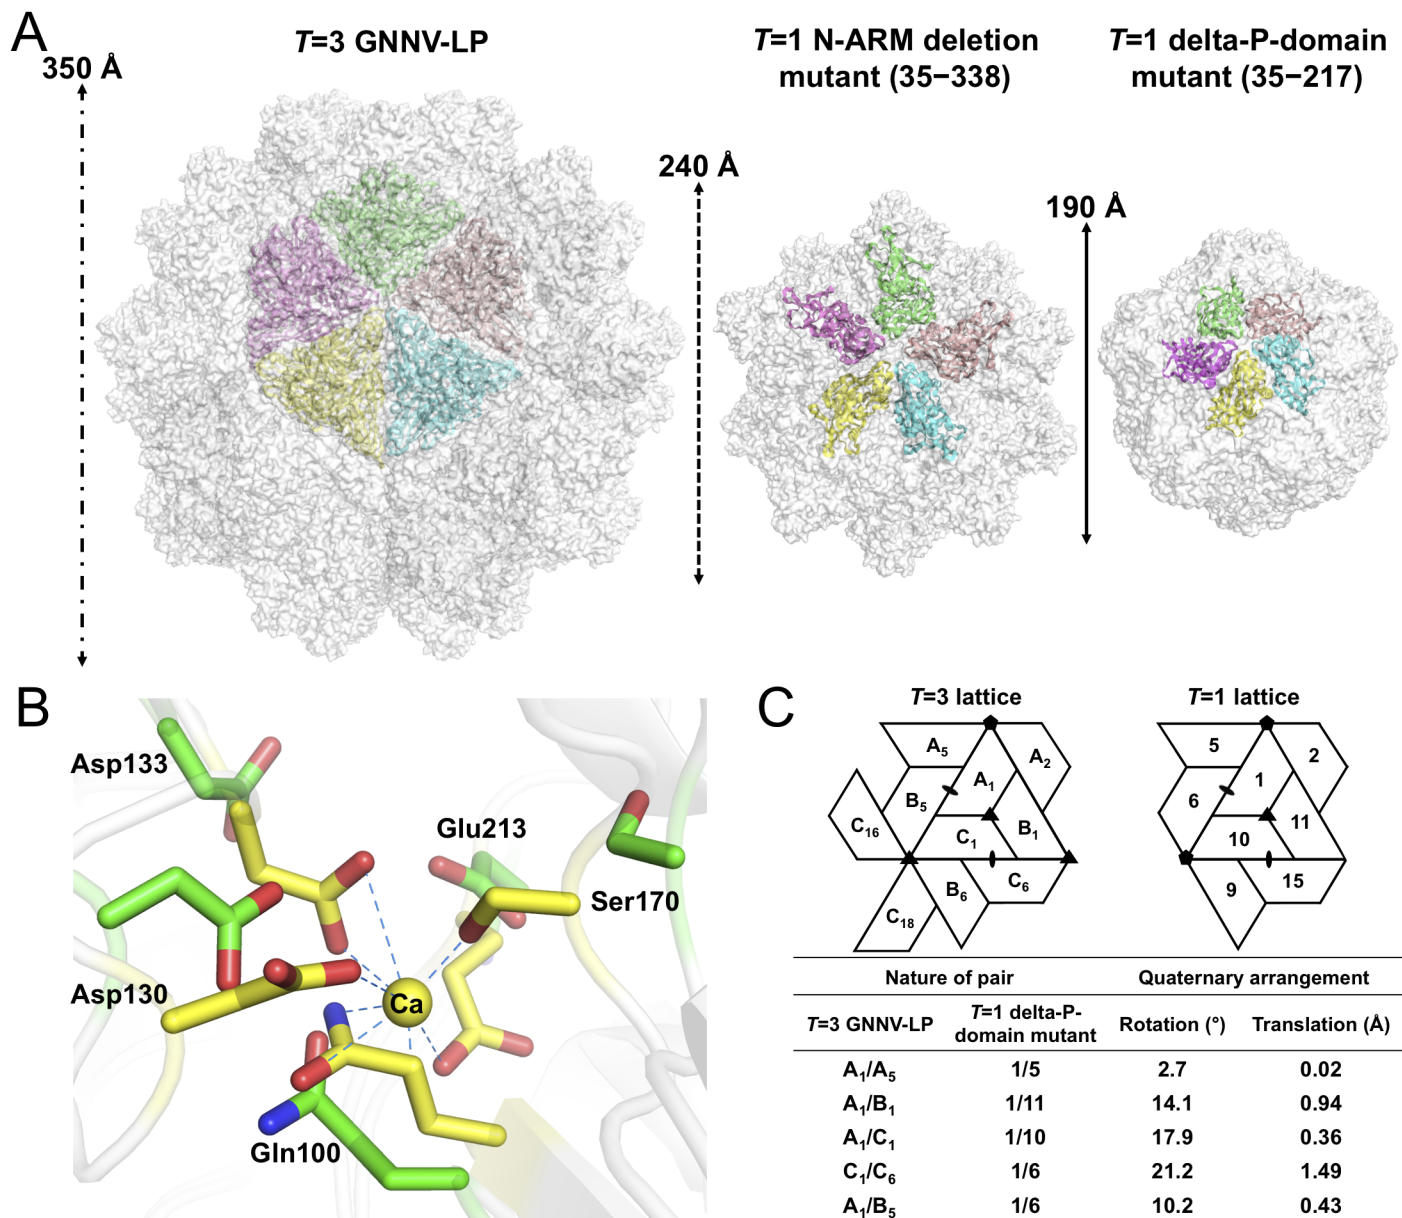 A
T=3 GNNV-LP
T=1 N-ARM deletion
mutant (35−338)
T=1 delta-P-domain
mutant (35−217)
350 Å
240 Å
190 Å
B
Asp133
Glu213
Ser170
Asp130
Ca
Gln100
C
T=3 lattice
T=1 lattice
A5
A2
A1
B5
C16
C1
B1
B6
C6
C18
5
2
1
6
11
10
9
15
Nature of pair
Quaternary arrangement
T=3 GNNV-LP
T=1 delta-P-
domain mutant
Rotation (°)
Translation (Å)
A1/A5 1/5 2.7 0.02
A1/B1 1/11 14.1 0.94
A1/C1 1/10 17.9 0.36
C1/C6 1/6 21.2 1.49
A1/B5 1/6 10.2 0.43